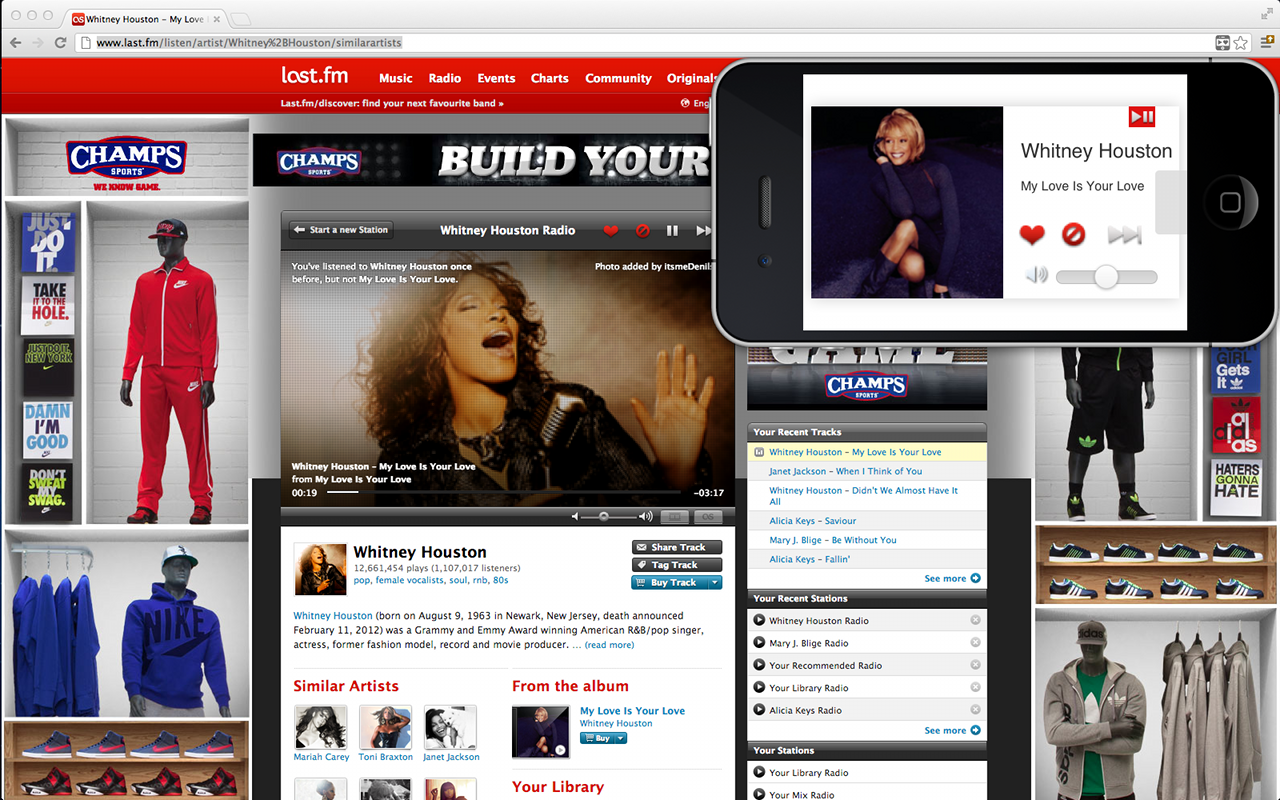 Whitney Houston – My Love
www.last.fm/listen/artist/Whitney%2BHouston/similarartists
last.fm
Music Radio Events Charts Community Originals
Last.fm/discover: find your next favourite band »
CHAMPS
SPORTS
WE KNOW GAME.
CHAMPS
SPORTS
BUILD YOUR
JUST
DO
IT.
TAKE
IT TO THE
HOLE.
JUST DO IT.
NEW YORK
DAMN
I'M
GOOD
DON'T
SWEAT
MY
SWAG.
NIKE
Start a new Station
Whitney Houston Radio
You've listened to Whitney Houston once
before, but not My Love Is Your Love.
Photo added by ItsmeDenil
Whitney Houston – My Love Is Your Love
from My Love Is Your Love
00:19
–03:17
Whitney Houston
12,661,454 plays (1,107,017 listeners)
pop, female vocalists, soul, rnb, 80s
Share Track
Tag Track
Buy Track
Whitney Houston (born on August 9, 1963 in Newark, New Jersey, death announced
February 11, 2012) was a Grammy and Emmy Award winning American R&B/pop singer,
actress, former fashion model, record and movie producer. … (read more)
Similar Artists
Mariah Carey
Toni Braxton
Janet Jackson
From the album
My Love Is Your Love
Whitney Houston
Buy
Your Library
Whitney Houston
My Love Is Your Love
GAME
CHAMPS
SPORTS
Your Recent Tracks
Whitney Houston – My Love Is Your Love
Janet Jackson – When I Think of You
Whitney Houston – Didn't We Almost Have It
All
Alicia Keys – Saviour
Mary J. Blige – Be Without You
Alicia Keys – Fallin'
See more
Your Recent Stations
Whitney Houston Radio
Mary J. Blige Radio
Your Recommended Radio
Your Library Radio
Alicia Keys Radio
See more
Your Stations
Your Library Radio
Your Mix Radio
YOUR
GIRL
Gets
It
adi
das
HATERS
GONNA
HATE
adidas